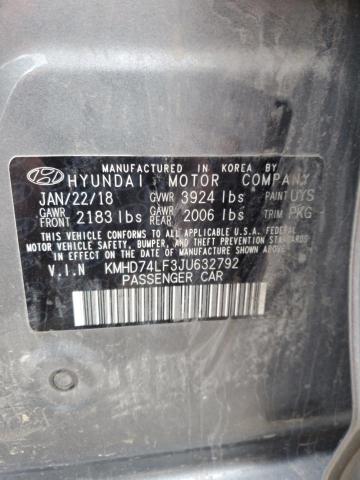 MANUFACTURED IN KOREA BY
HYUNDAI MOTOR COMPANY
JAN/22/18 GVWR 3924 lbs PAINT UYS
GAWR FRONT 2183 lbs GAWR REAR 2006 lbs TRIM PKG
THIS VEHICLE CONFORMS TO ALL APPLICABLE U.S.A. FEDERAL
MOTOR VEHICLE SAFETY, BUMPER, AND THEFT PREVENTION STANDARDS
IN EFFECT ON THE DATE OF MANUFACTURE SHOWN ABOVE.
V.I.N KMHD74LF3JU632792
PASSENGER CAR